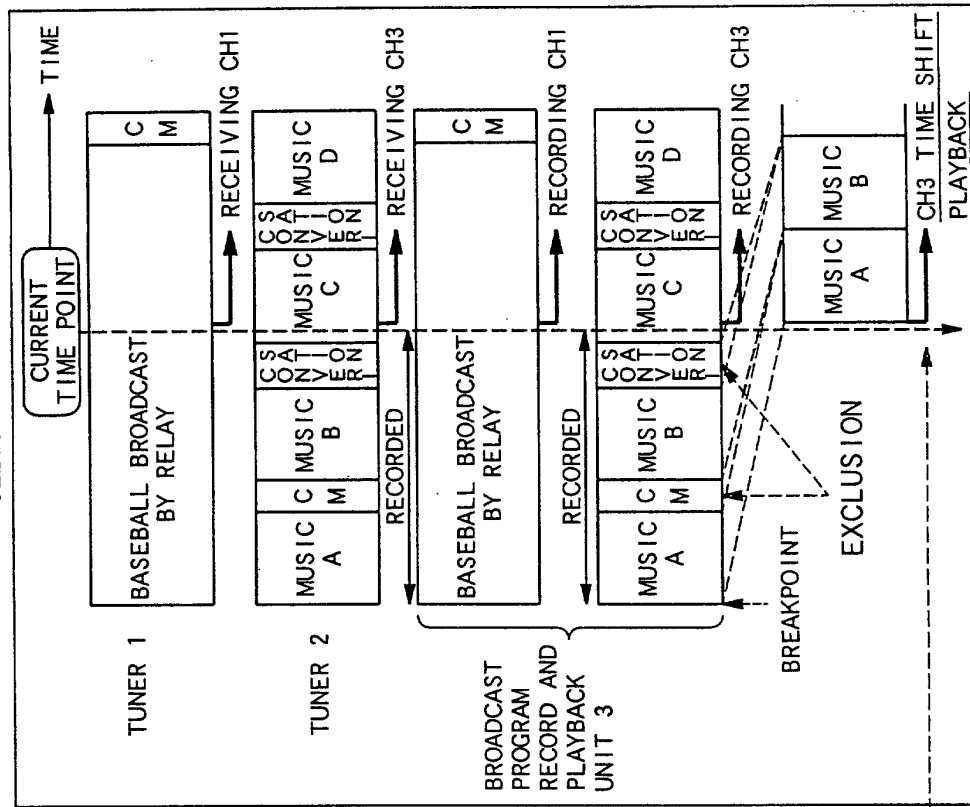 CURRENT
TIME POINT
TIME
TUNER 1
BASEBALL BROADCAST
BY RELAY
C
M
RECEIVING CH1
TUNER 2
MUSIC
A
C
M
MUSIC
B
CONVERSATION
MUSIC
C
CONVERSATION
MUSIC
D
RECORDED
RECEIVING CH3
BROADCAST
PROGRAM
RECORD AND
PLAYBACK
UNIT 3
BASEBALL BROADCAST
BY RELAY
C
M
RECORDED
RECORDING CH1
MUSIC
A
C
M
MUSIC
B
CONVERSATION
MUSIC
C
CONVERSATION
MUSIC
D
RECORDING CH3
BREAKPOINT
EXCLUSION
MUSIC
A
MUSIC
B
CH3 TIME SHIFT
PLAYBACK